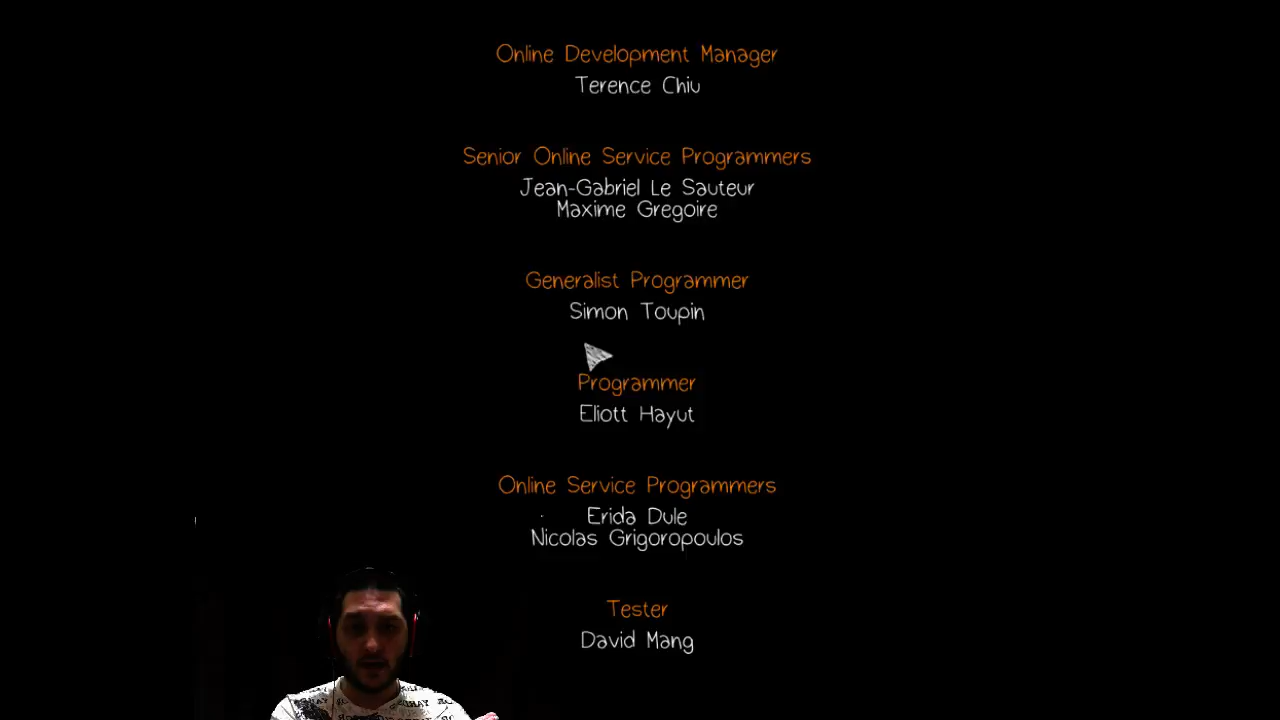 Online Development Manager
Terence Chiu
Senior Online Service Programmers
Jean-Gabriel Le Sauteur
Maxime Gregoire
Generalist Programmer
Simon Toupin
Programmer
Eliott Hayut
Online Service Programmers
Erida Dule
Nicolas Grigoropoulos
Tester
David Mang